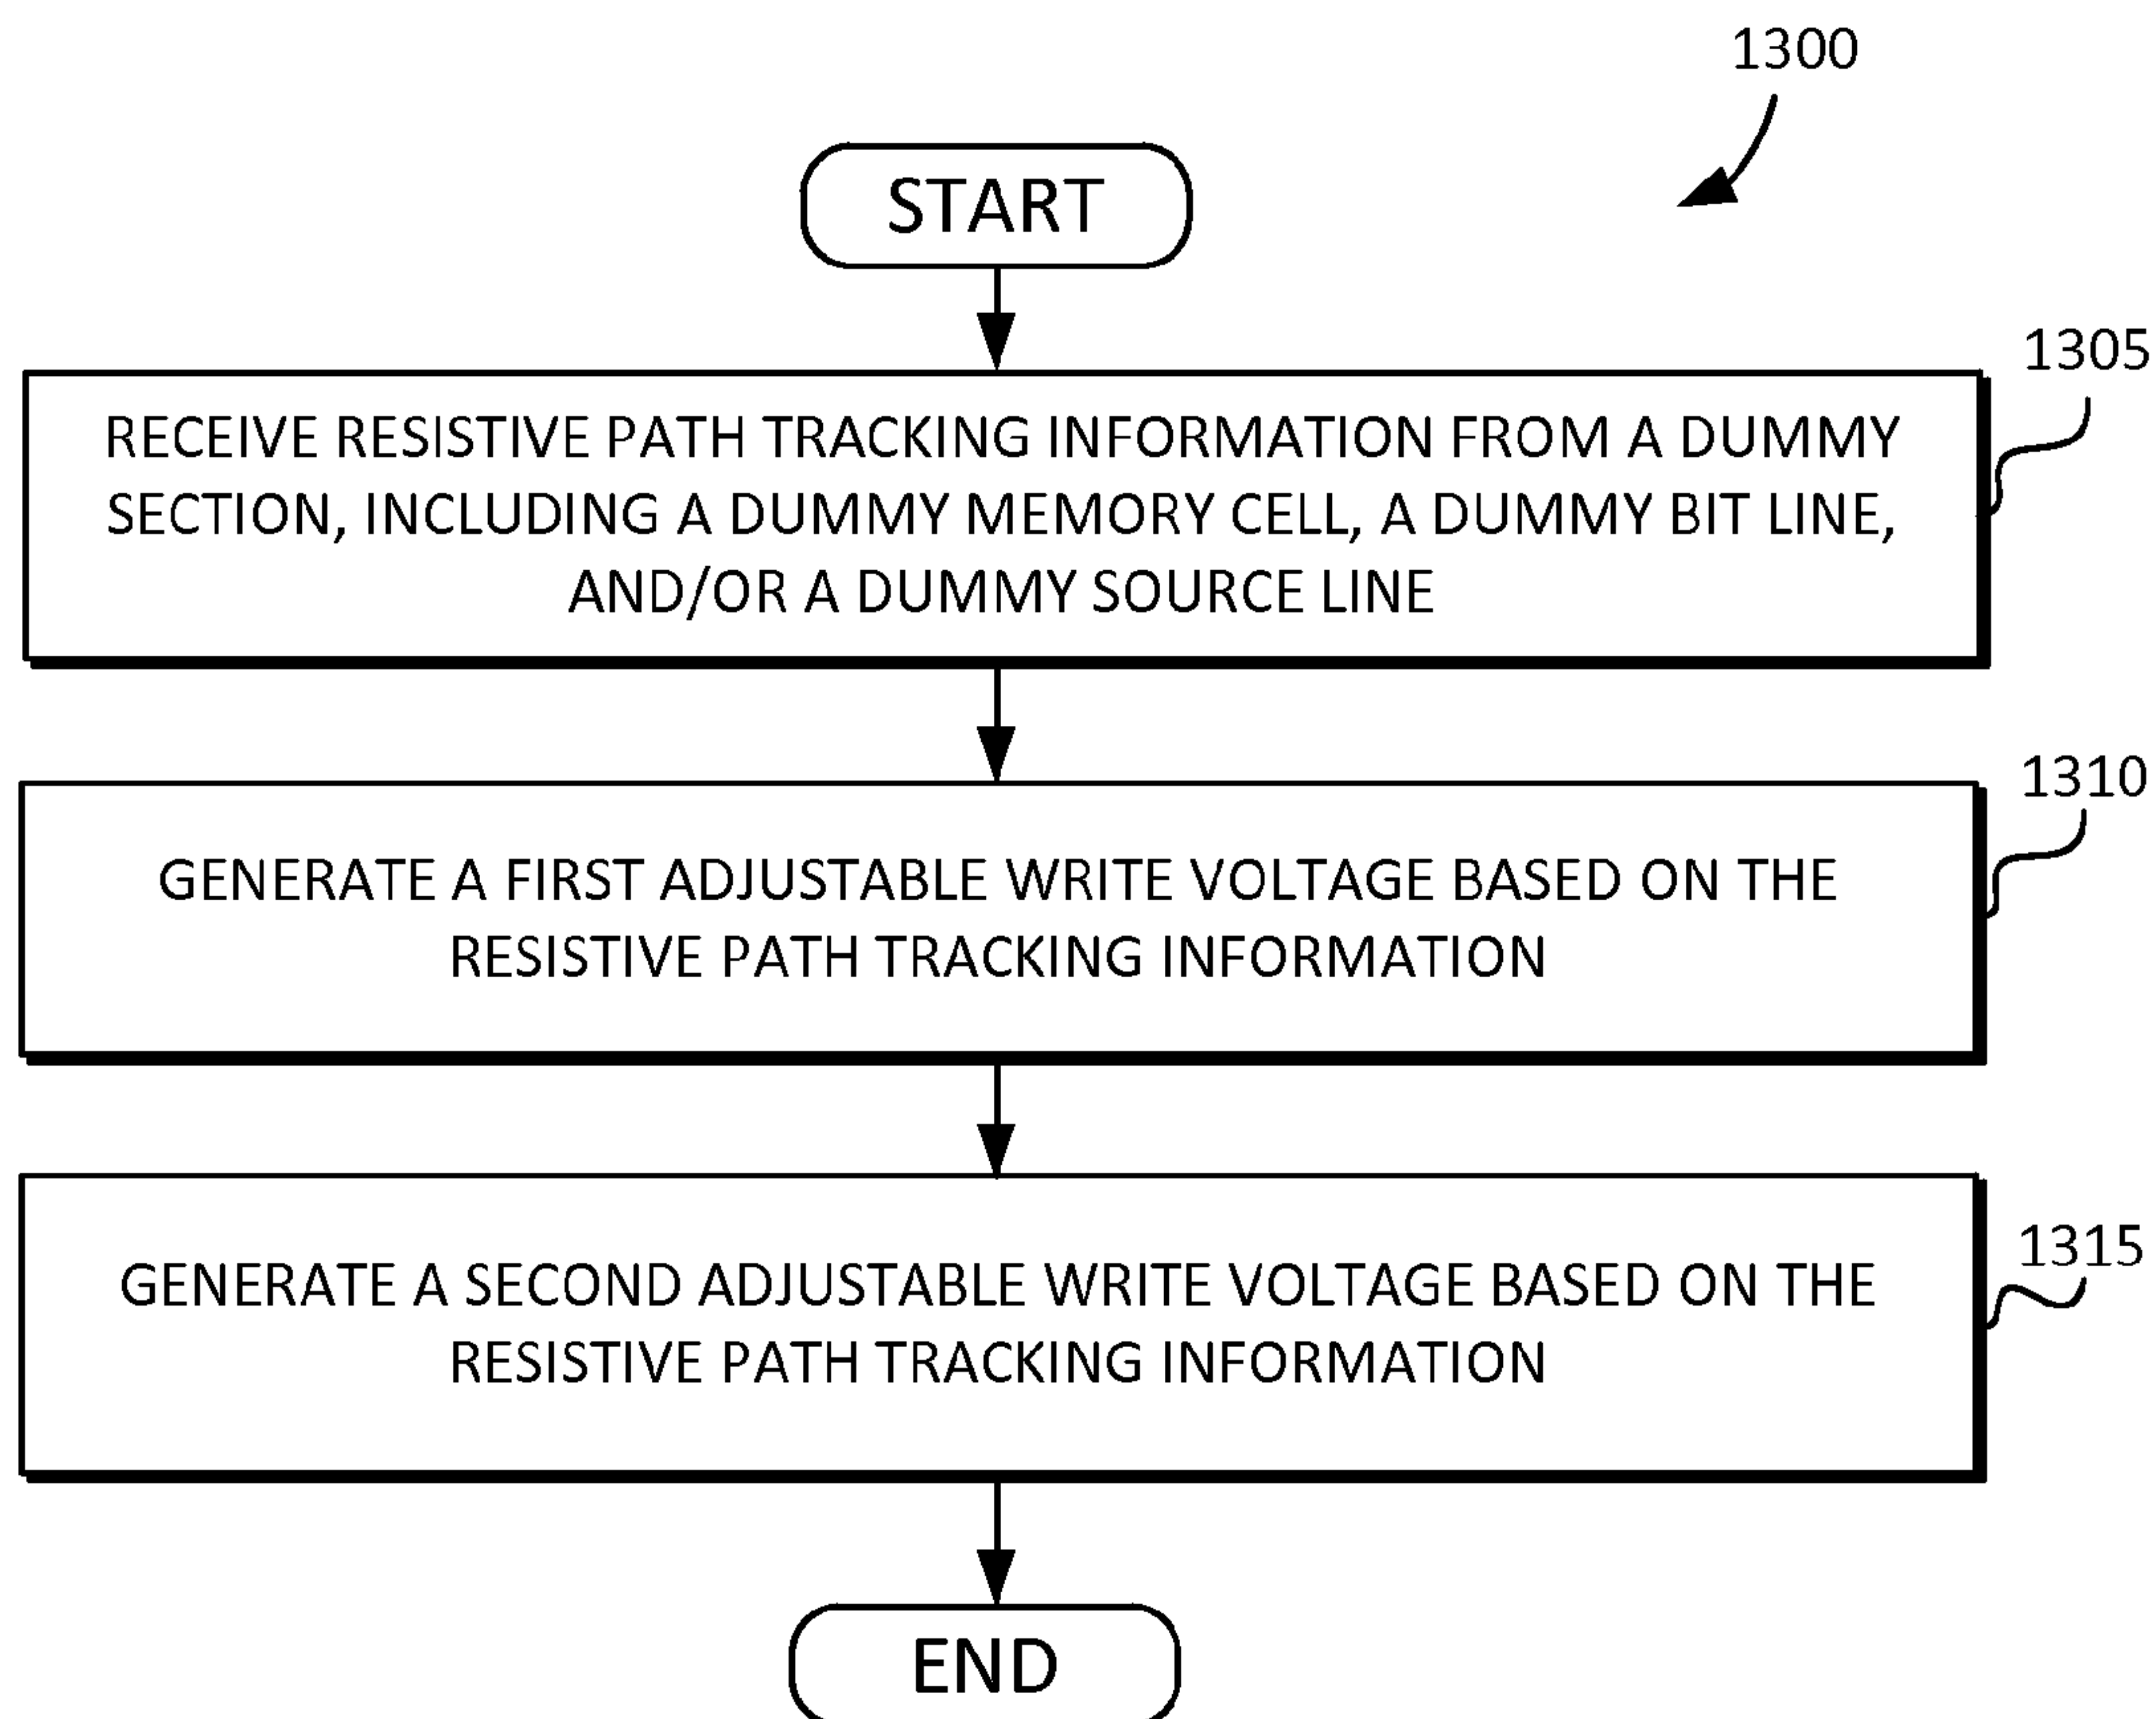 1300
START
1305
RECEIVE RESISTIVE PATH TRACKING INFORMATION FROM A DUMMY
SECTION, INCLUDING A DUMMY MEMORY CELL, A DUMMY BIT LINE,
AND/OR A DUMMY SOURCE LINE
1310
GENERATE A FIRST ADJUSTABLE WRITE VOLTAGE BASED ON THE
RESISTIVE PATH TRACKING INFORMATION
1315
GENERATE A SECOND ADJUSTABLE WRITE VOLTAGE BASED ON THE
RESISTIVE PATH TRACKING INFORMATION
END